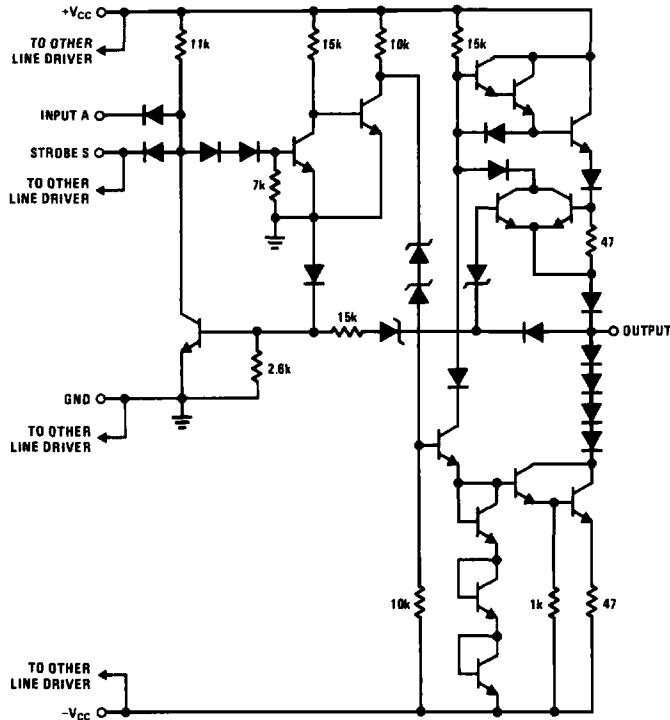 +VCC
TO OTHER
LINE DRIVER
11k
15k
10k
15k
INPUT A
STROBE S
TO OTHER
LINE DRIVER
7k
47
15k
OUTPUT
2.6k
GND
TO OTHER
LINE DRIVER
10k
1k
47
TO OTHER
LINE DRIVER
−VCC